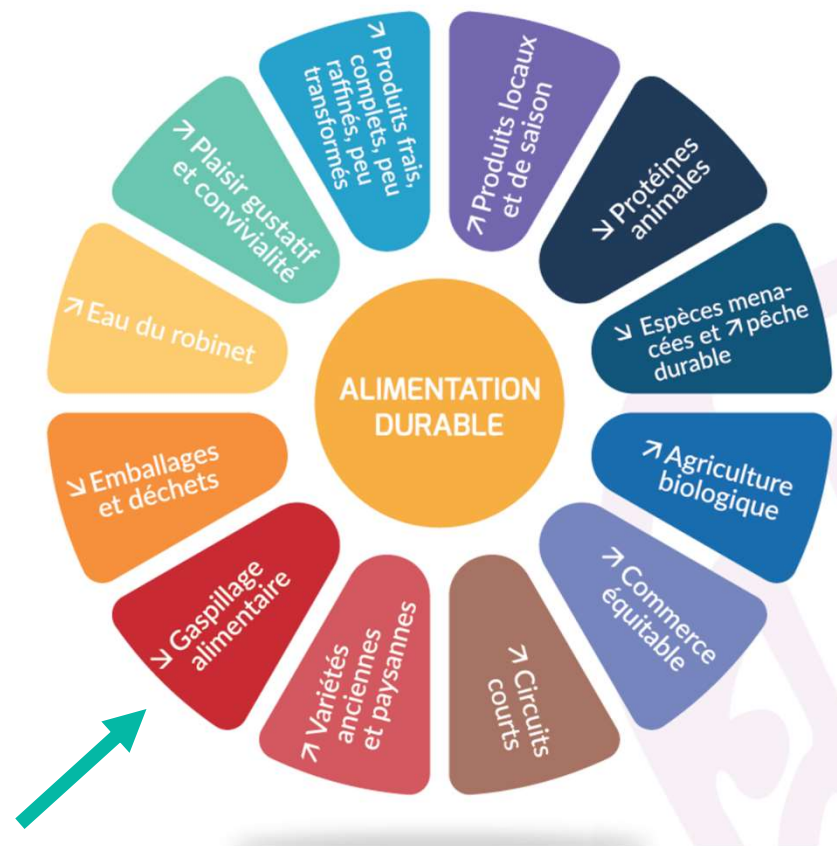 ↗ Produits frais,
complets, peu
raffinés, peu
transformés
↗ Produits locaux
et de saison
↘ Protéines
animales
↘ Espèces mena-
cées et ↗ pêche
durable
↗ Agriculture
biologique
↗ Commerce
équitable
↗ Circuits
courts
↗ Variétés
anciennes
et paysannes
↘ Gaspillage
alimentaire
↘ Emballages
et déchets
↗ Eau du robinet
↗ Plaisir gustatif
et convivialité
ALIMENTATION
DURABLE